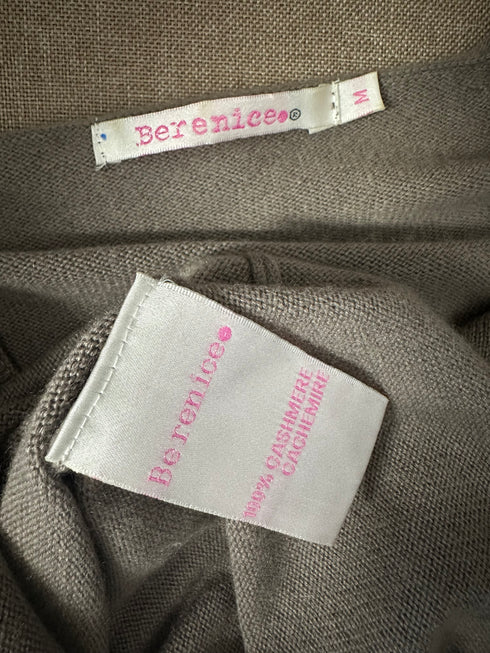 Berenice.®
M
Berenice.
100% CASHMERE
CACHEMIRE